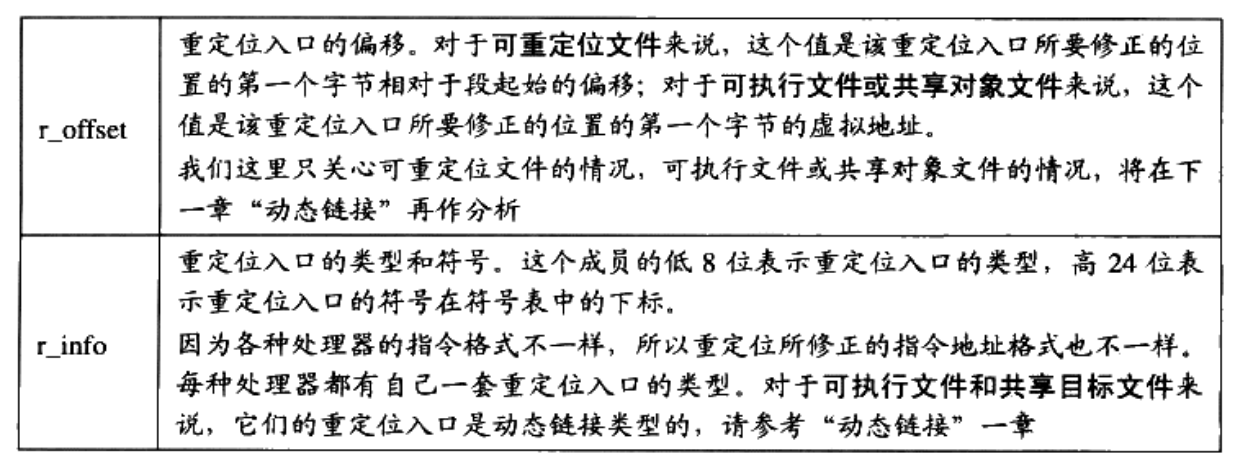 重定位入口的偏移。对于可重定位文件来说，这个值是该重定位入口所要修正的位
置的第一个字节相对于段起始的偏移；对于可执行文件或共享对象文件来说，这个
r_offset
值是该重定位入口所要修正的位置的第一个字节的虚拟地址。
我们这里只关心可重定位文件的情况，可执行文件或共享对象文件的情况，将在下
一章“动态链接”再作分析
重定位入口的类型和符号。这个成员的低 8 位表示重定位入口的类型，高 24 位表
示重定位入口的符号在符号表中的下标。
r_info
因为各种处理器的指令格式不一样，所以重定位所修正的指令地址格式也不一样。
每种处理器都有自己一套重定位入口的类型。对于可执行文件和共享目标文件来
说，它们的重定位入口是动态链接类型的，请参考“动态链接”一章